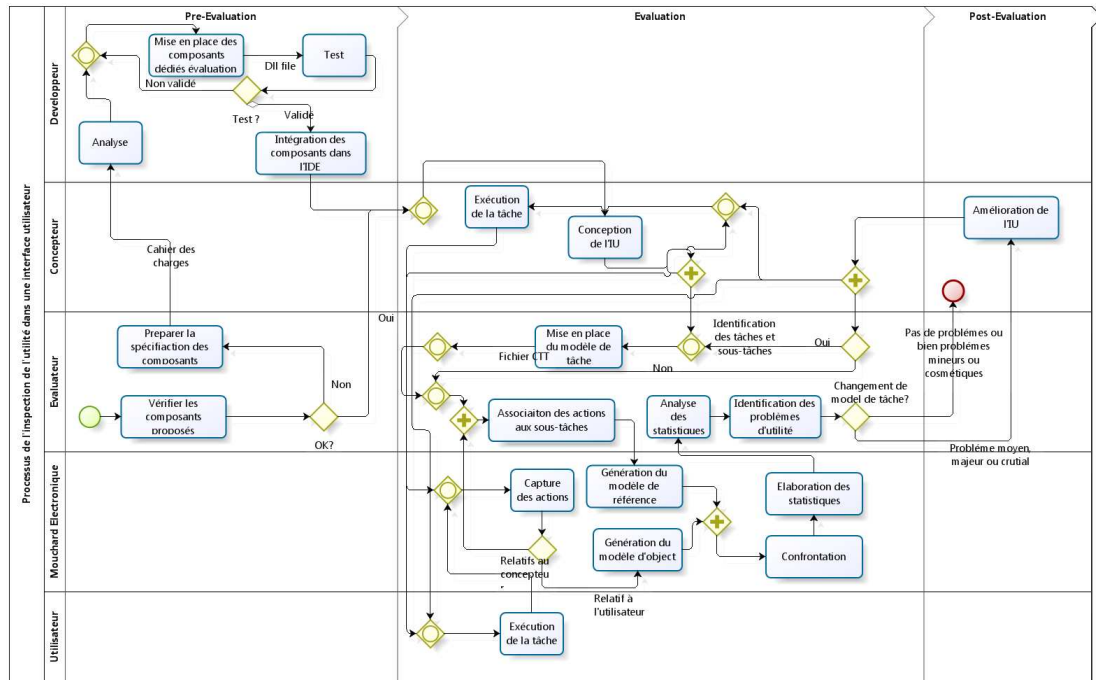 Processus de l'inspection de l'utilité dans une interface utilisateur
Pre-Evaluation
Evaluation
Post-Evaluation
Developpeur
Mise en place des
composants
dédiés évaluation
Dll file
Test
Non validé
Test ?
Validé
Analyse
Intégration des
composants dans
l'IDE
Concepteur
Cahier des
charges
Exécution
de la tâche
Conception
de l'IU
Amélioration de
l'IU
Oui
Evaluateur
Preparer la
spécifiaction des
composants
Non
Vérifier les
composants
proposés
OK?
Fichier CTT
Mise en place
du modèle de
tâche
Identification
des tâches et
sous-tâches
Oui
Non
Pas de problémes ou
bien problémes
mineurs ou
cosmétiques
Changement de
model de tâche?
Associaiton des actions
aux sous-tâches
Analyse
des
statistiques
Identification des
problèmes
d'utilité
Probléme moyen,
majeur ou crutial
Mouchard Electronique
Capture
des actions
Génération du
modèle de
référence
Elaboration des
statistiques
Génération du
modèle d'object
Confrontation
Relatifs au
concepteu
r
Relatif à
l'utilisateur
Utilisateur
Exécution
de la tâche